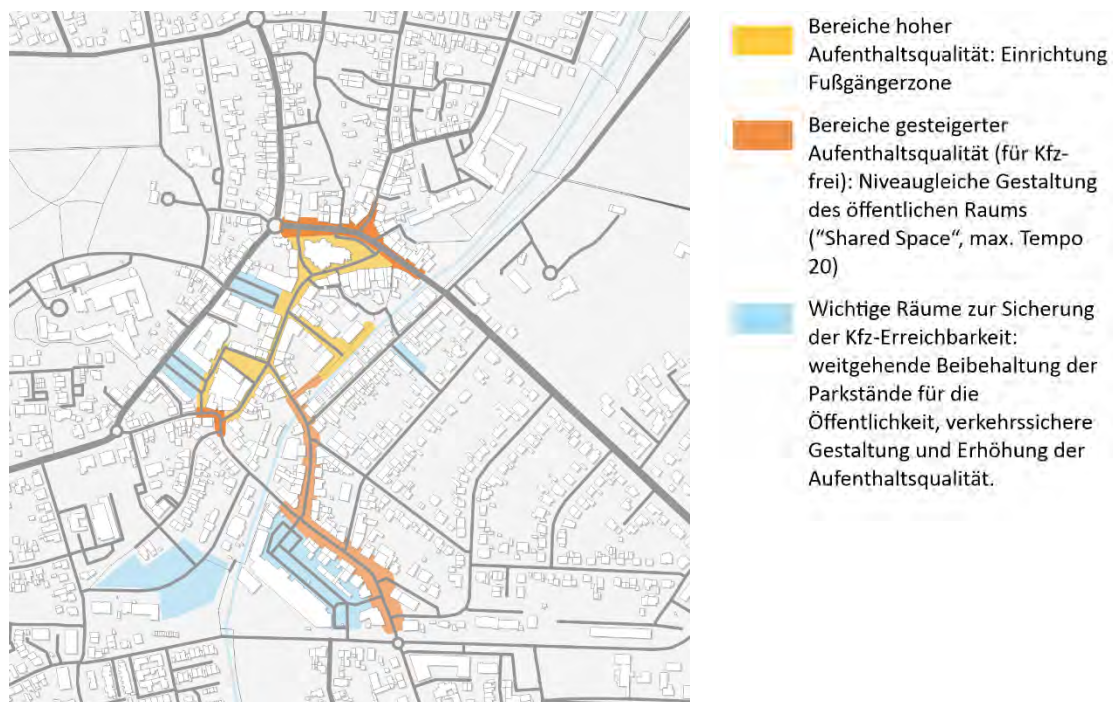 Bereiche hoher
Aufenthaltsqualität: Einrichtung
Fußgängerzone
Bereiche gesteigerter
Aufenthaltsqualität (für Kfz-
frei): Niveaugleiche Gestaltung
des öffentlichen Raums
("Shared Space“, max. Tempo
20)
Wichtige Räume zur Sicherung
der Kfz-Erreichbarkeit:
weitgehende Beibehaltung der
Parkstände für die
Öffentlichkeit, verkehrssichere
Gestaltung und Erhöhung der
Aufenthaltsqualität.